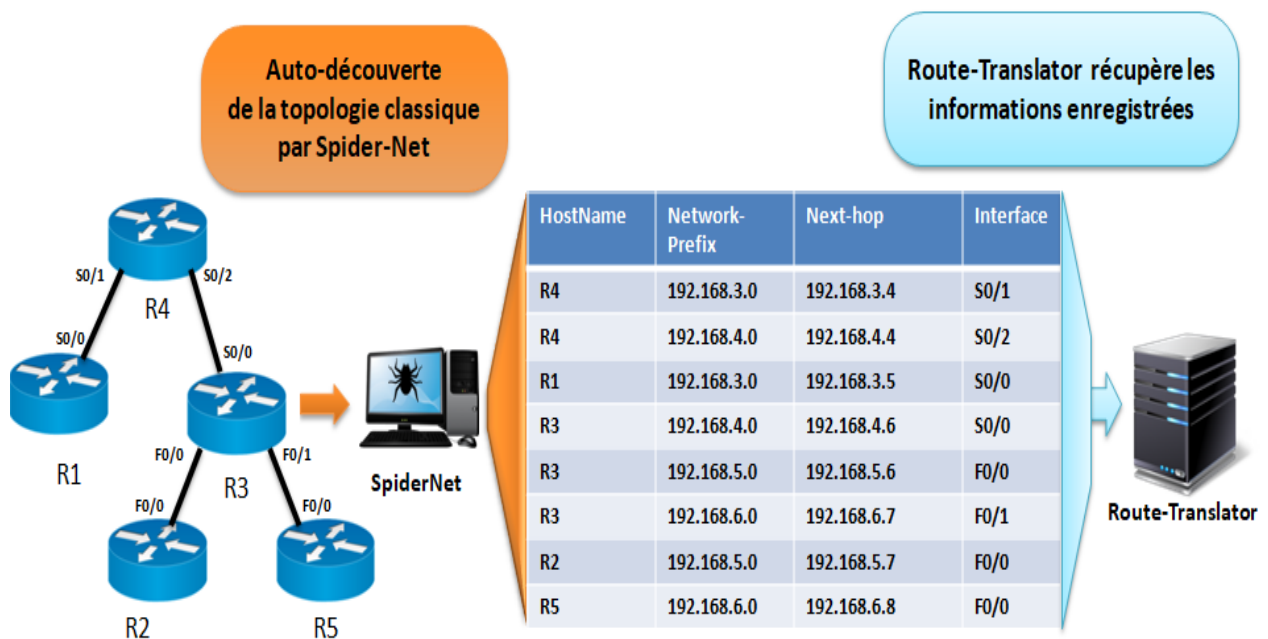 Auto-découverte
de la topologie classique
par Spider-Net
Route-Translator récupère les
informations enregistrées
S0/1
S0/2
R4
S0/0
S0/0
R1
F0/0
F0/1
R3
F0/0
F0/0
R2
R5
SpiderNet
HostName Network-Prefix Next-hop Interface
R4 192.168.3.0 192.168.3.4 S0/1
R4 192.168.4.0 192.168.4.4 S0/2
R1 192.168.3.0 192.168.3.5 S0/0
R3 192.168.4.0 192.168.4.6 S0/0
R3 192.168.5.0 192.168.5.6 F0/0
R3 192.168.6.0 192.168.6.7 F0/1
R2 192.168.5.0 192.168.5.7 F0/0
R5 192.168.6.0 192.168.6.8 F0/0
Route-Translator